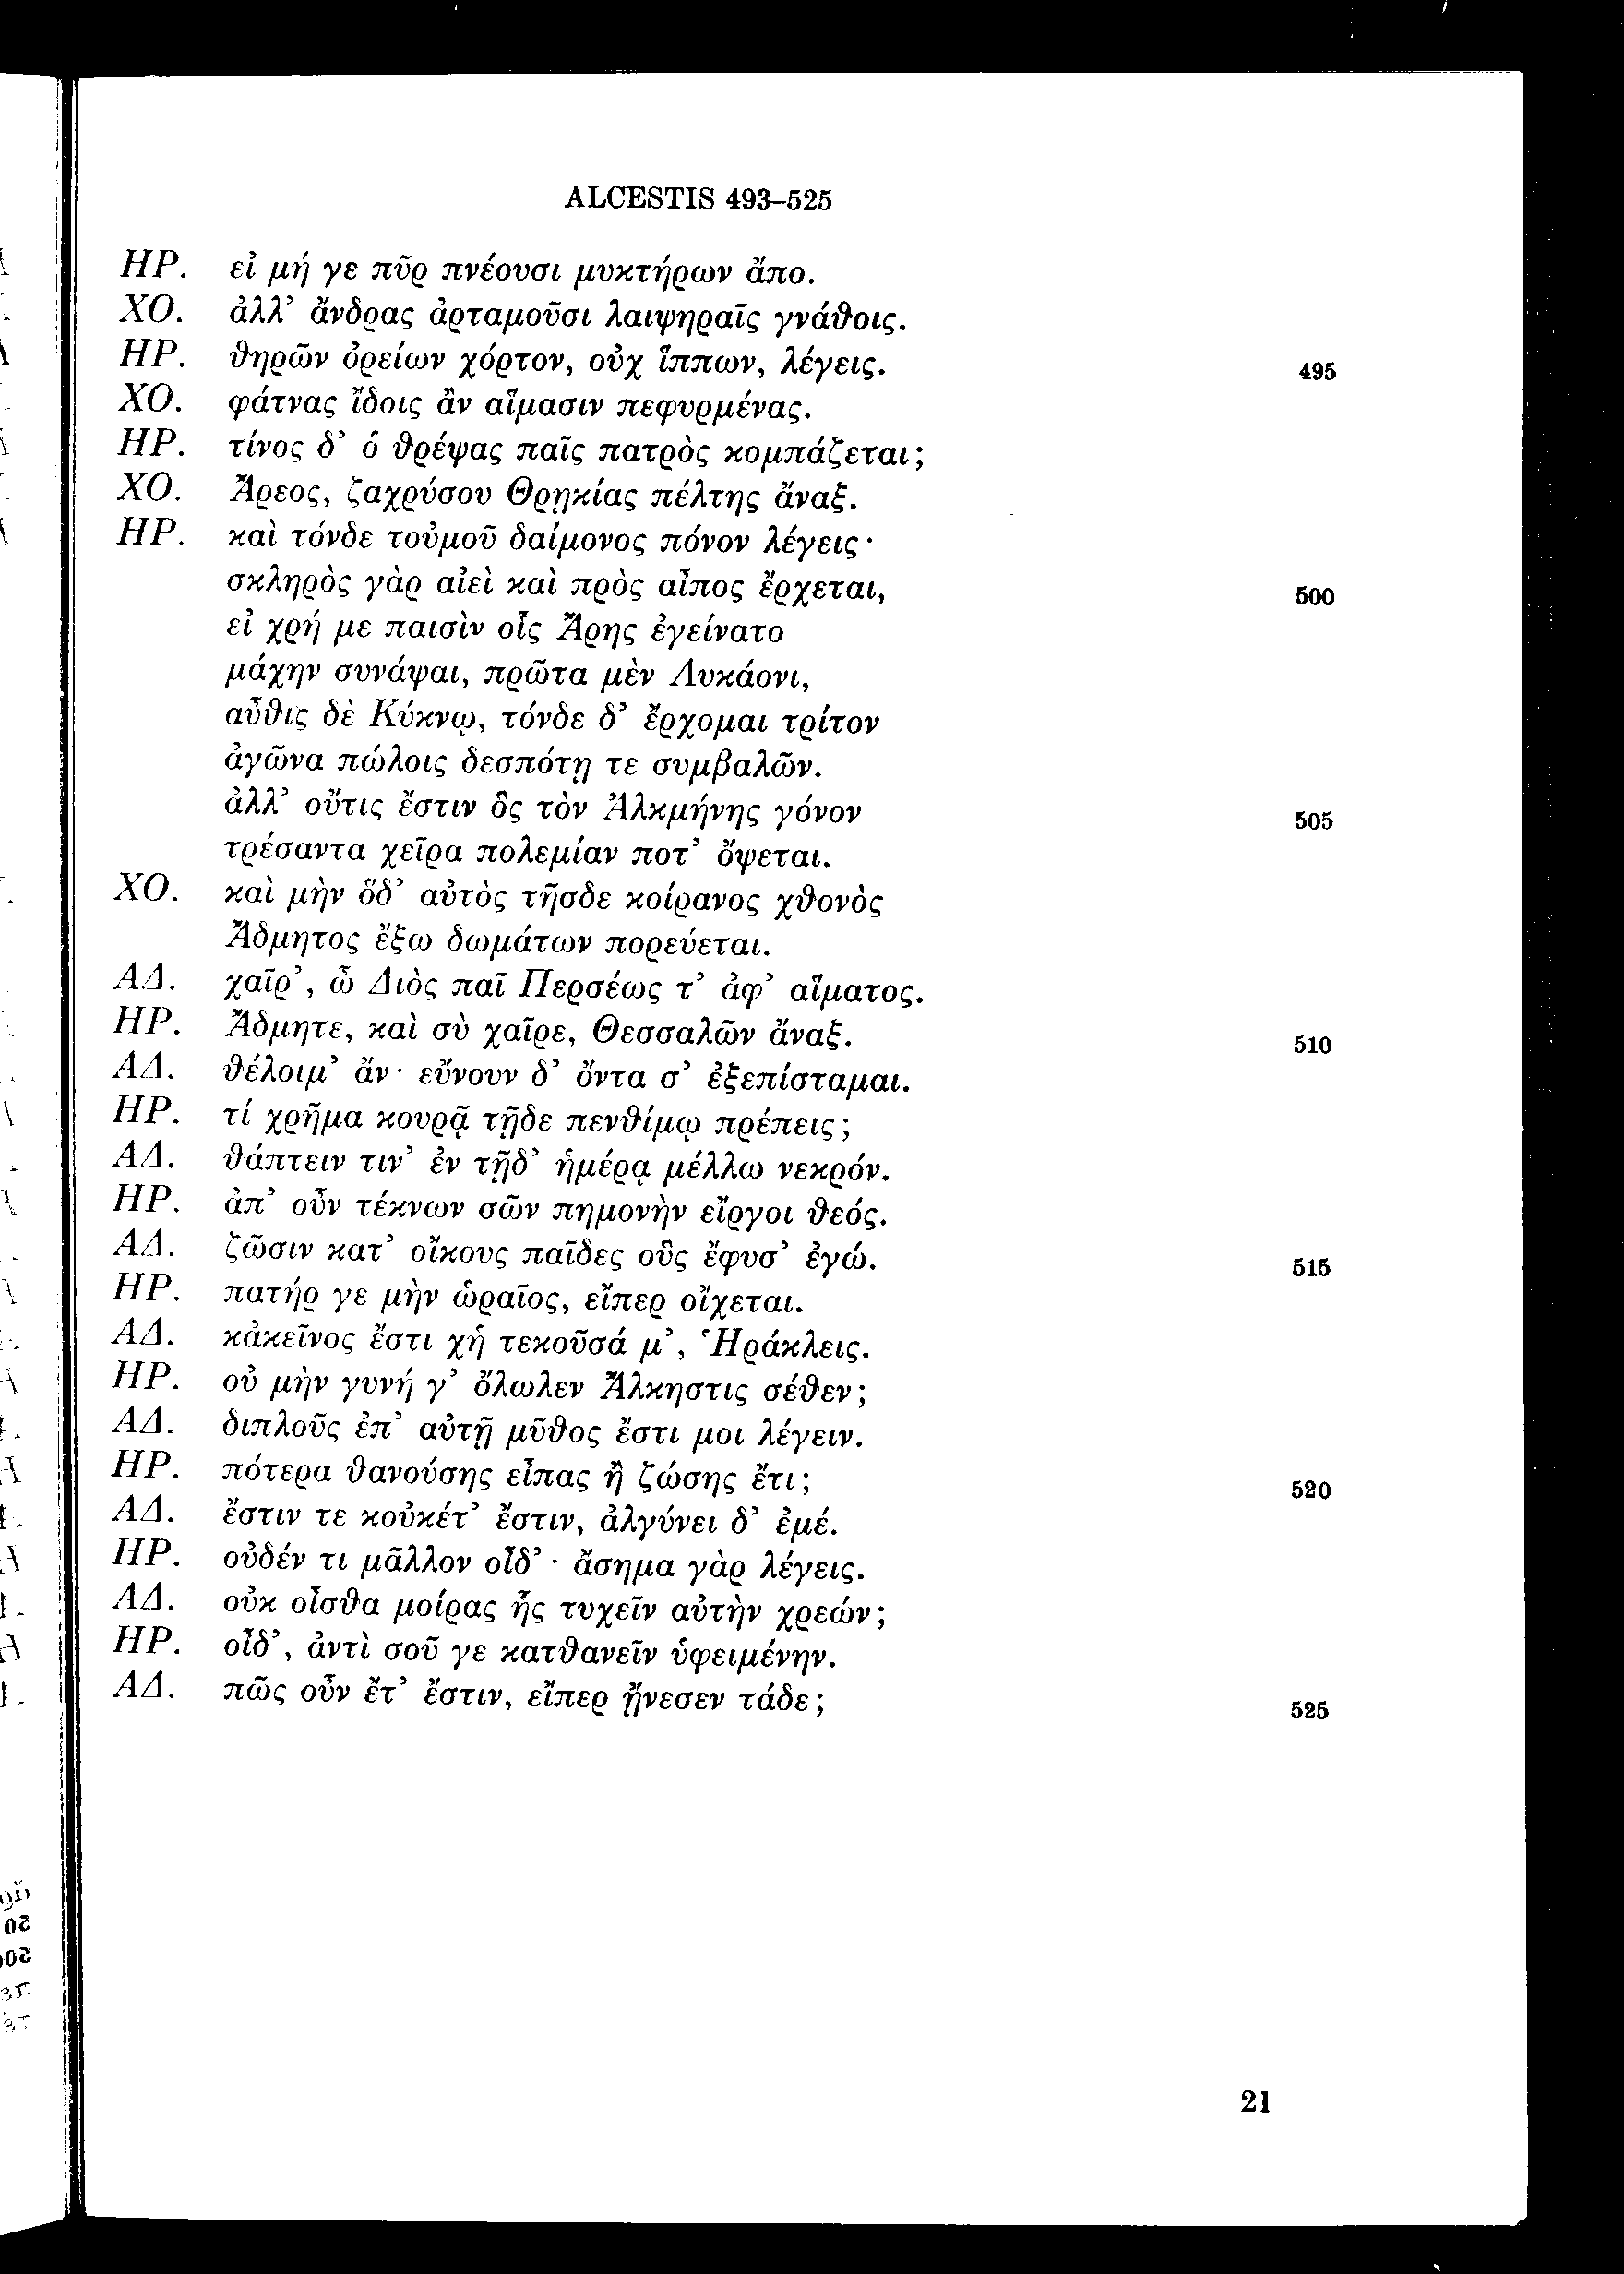 ALCESTIS 493–525
ΗΡ. εἰ μή γε πῦρ πνέουσι μυκτήρων ἄπο.
ΧΟ. ἀλλ’ ἄνδρας ἀρταμοῦσι λαιψηραῖς γνάθοις.
ΗΡ. θηρῶν ὀρείων χόρτον, οὐχ ἵππων, λέγεις. 495
ΧΟ. φάτνας ἴδοις ἂν αἵμασιν πεφυρμένας.
ΗΡ. τίνος δ’ ὁ θρέψας παῖς πατρὸς κομπάζεται;
ΧΟ. Ἄρεος, ζαχρύσου Θρῃκίας πέλτης ἄναξ.
ΗΡ. καὶ τόνδε τοὐμοῦ δαίμονος πόνον λέγεις·
σκληρὸς γὰρ αἰεὶ καὶ πρὸς αἶπος ἔρχεται, 500
εἰ χρή με παισὶν οἷς Ἄρης ἐγείνατο
μάχην συνάψαι, πρῶτα μὲν Λυκάονι,
αὖθις δὲ Κύκνῳ, τόνδε δ’ ἔρχομαι τρίτον
ἀγῶνα πώλοις δεσπότῃ τε συμβαλῶν.
ἀλλ’ οὔτις ἔστιν ὃς τὸν Ἀλκμήνης γόνον 505
τρέσαντα χεῖρα πολεμίαν ποτ’ ὄψεται.
ΧΟ. καὶ μὴν ὅδ’ αὐτὸς τῆσδε κοίρανος χθονὸς
Ἄδμητος ἔξω δωμάτων πορεύεται.
ΑΔ. χαῖρ’, ὦ Διὸς παῖ Περσέως τ’ ἀφ’ αἵματος.
ΗΡ. Ἄδμητε, καὶ σὺ χαῖρε, Θεσσαλῶν ἄναξ. 510
ΑΔ. θέλοιμ’ ἄν· εὔνουν δ’ ὄντα σ’ ἐξεπίσταμαι.
ΗΡ. τί χρῆμα κουρᾷ τῇδε πενθίμῳ πρέπεις;
ΑΔ. θάπτειν τιν’ ἐν τῇδ’ ἡμέρᾳ μέλλω νεκρόν.
ΗΡ. ἀπ’ οὖν τέκνων σῶν πημονὴν εἴργοι θεός.
ΑΔ. ζῶσιν κατ’ οἴκους παῖδες οὓς ἔφυσ’ ἐγώ. 515
ΗΡ. πατήρ γε μὴν ὡραῖος, εἴπερ οἴχεται.
ΑΔ. κἀκεῖνος ἔστι χἠ τεκοῦσά μ’, Ἡράκλεις.
ΗΡ. οὐ μὴν γυνή γ’ ὄλωλεν Ἄλκηστις σέθεν;
ΑΔ. διπλοῦς ἐπ’ αὐτῇ μῦθος ἔστι μοι λέγειν.
ΗΡ. πότερα θανούσης εἶπας ἢ ζώσης ἔτι; 520
ΑΔ. ἔστιν τε κοὐκέτ’ ἔστιν, ἀλγύνει δ’ ἐμέ.
ΗΡ. οὐδέν τι μᾶλλον οἶδ’· ἄσημα γὰρ λέγεις.
ΑΔ. οὐκ οἶσθα μοίρας ἧς τυχεῖν αὐτὴν χρεών;
ΗΡ. οἶδ’, ἀντὶ σοῦ γε κατθανεῖν ὑφειμένην.
ΑΔ. πῶς οὖν ἔτ’ ἔστιν, εἴπερ ᾔνεσεν τάδε; 525
21